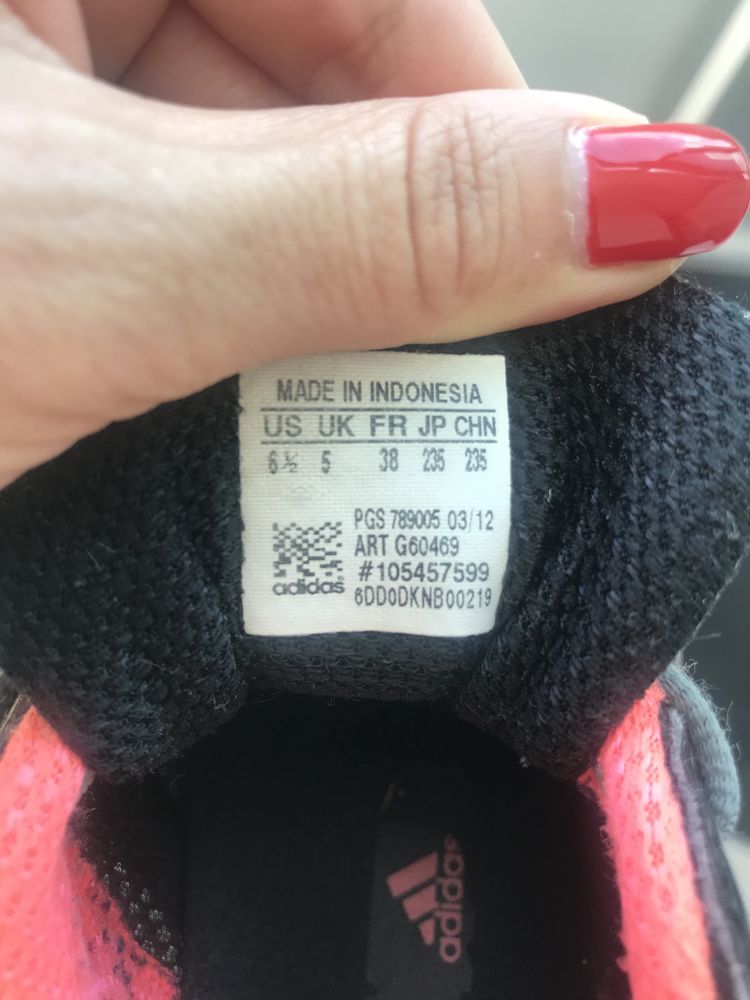 MADE IN INDONESIA
US UK FR JP CHN
6½ 5 38 235 235
PGS 789005 03/12
ART G60469
#105457599
adidas
6DD0DKNB00219
adidas